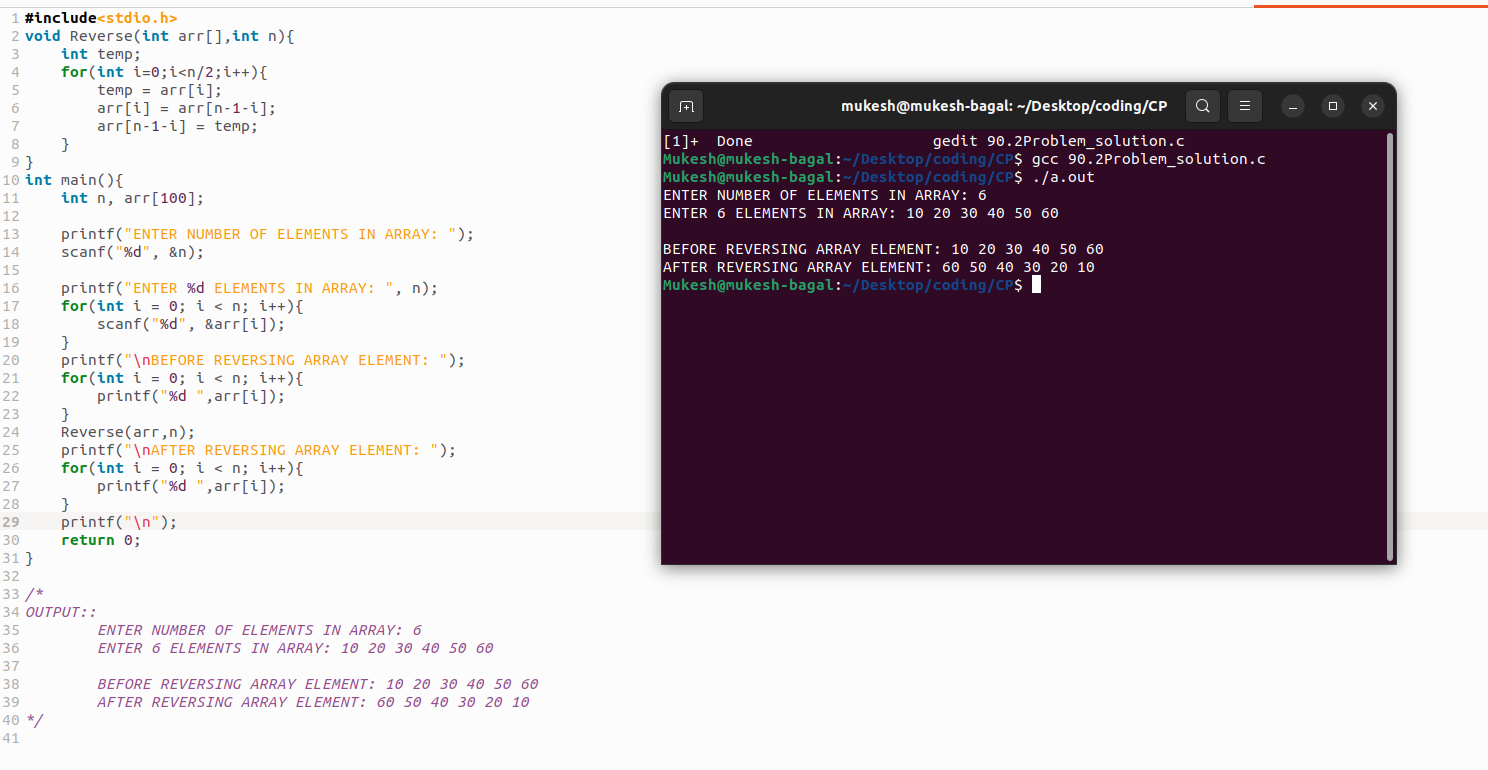 1 #include<stdio.h>
2 void Reverse(int arr[],int n){
3     int temp;
4     for(int i=0;i<n/2;i++){
5         temp = arr[i];
6         arr[i] = arr[n-1-i];
7         arr[n-1-i] = temp;
8     }
9 }
10 int main(){
11     int n, arr[100];
12
13     printf("ENTER NUMBER OF ELEMENTS IN ARRAY: ");
14     scanf("%d", &n);
15
16     printf("ENTER %d ELEMENTS IN ARRAY: ", n);
17     for(int i = 0; i < n; i++){
18         scanf("%d", &arr[i]);
19     }
20     printf("\nBEFORE REVERSING ARRAY ELEMENT: ");
21     for(int i = 0; i < n; i++){
22         printf("%d ",arr[i]);
23     }
24     Reverse(arr,n);
25     printf("\nAFTER REVERSING ARRAY ELEMENT: ");
26     for(int i = 0; i < n; i++){
27         printf("%d ",arr[i]);
28     }
29     printf("\n");
30     return 0;
31 }
32
33 /*
34 OUTPUT::
35         ENTER NUMBER OF ELEMENTS IN ARRAY: 6
36         ENTER 6 ELEMENTS IN ARRAY: 10 20 30 40 50 60
37
38         BEFORE REVERSING ARRAY ELEMENT: 10 20 30 40 50 60
39         AFTER REVERSING ARRAY ELEMENT: 60 50 40 30 20 10
40 */
41
mukesh@mukesh-bagal: ~/Desktop/coding/CP
[1]+  Done                    gedit 90.2Problem_solution.c
Mukesh@mukesh-bagal:~/Desktop/coding/CP$ gcc 90.2Problem_solution.c
Mukesh@mukesh-bagal:~/Desktop/coding/CP$ ./a.out
ENTER NUMBER OF ELEMENTS IN ARRAY: 6
ENTER 6 ELEMENTS IN ARRAY: 10 20 30 40 50 60

BEFORE REVERSING ARRAY ELEMENT: 10 20 30 40 50 60
AFTER REVERSING ARRAY ELEMENT: 60 50 40 30 20 10
Mukesh@mukesh-bagal:~/Desktop/coding/CP$